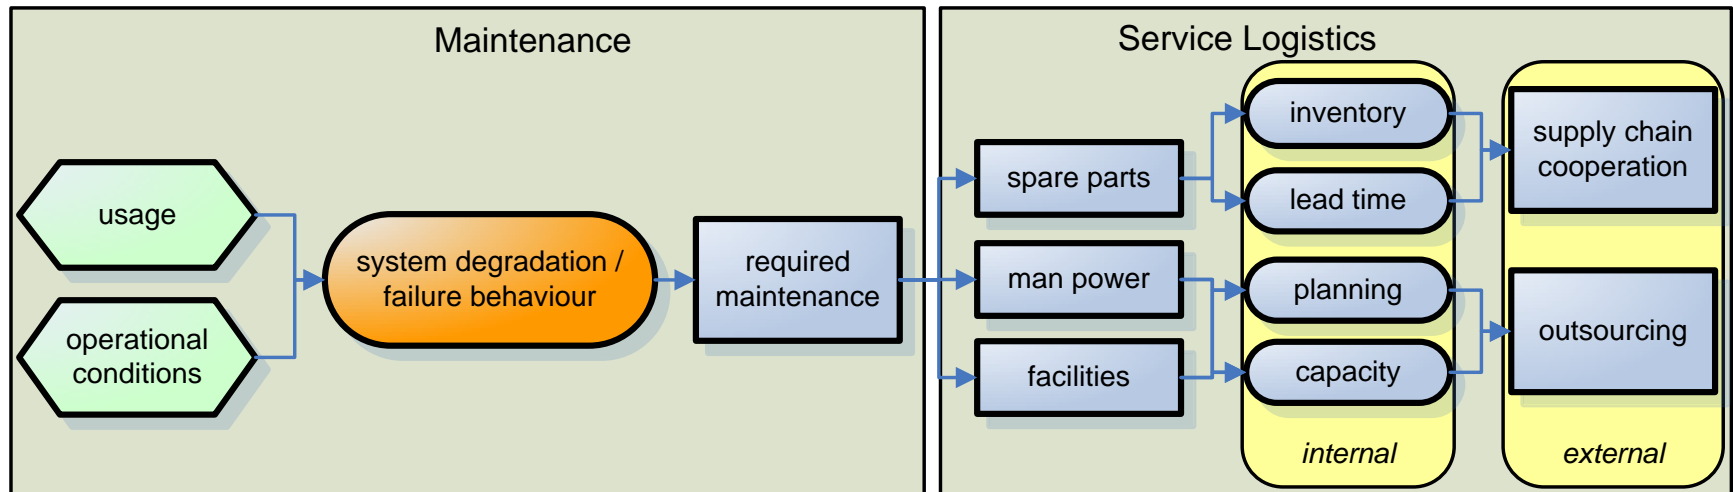 Maintenance
usage
operational
conditions
system degradation /
failure behaviour
required
maintenance
Service Logistics
spare parts
man power
facilities
inventory
lead time
planning
capacity
internal
supply chain
cooperation
outsourcing
external